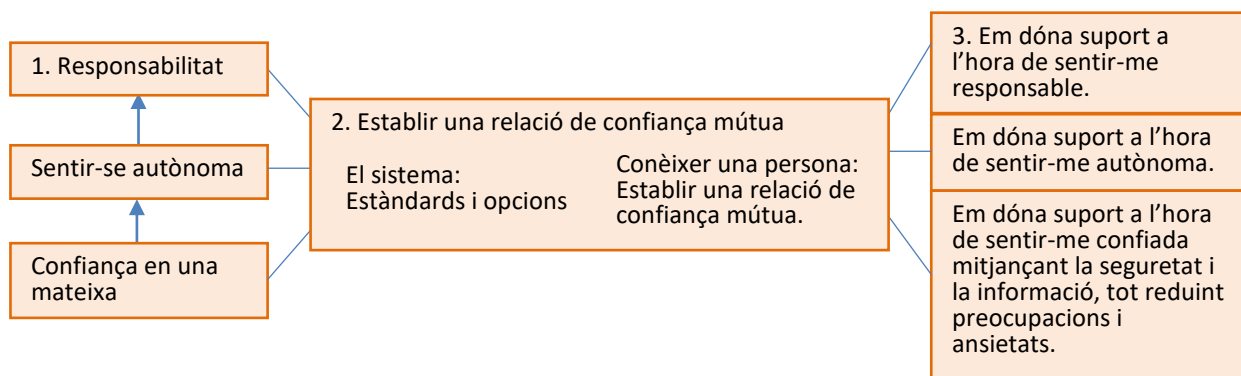 1. Responsabilitat
Sentir-se autònoma
Confiança en una
mateixa
2. Establir una relació de confiança mútua
El sistema:
Estàndards i opcions
Conèixer una persona:
Establir una relació de
confiança mútua.
3. Em dóna suport a
l’hora de sentir-me
responsable.
Em dóna suport a l’hora
de sentir-me autònoma.
Em dóna suport a l’hora
de sentir-me confiada
mitjançant la seguretat i
la informació, tot reduint
preocupacions i
ansietats.